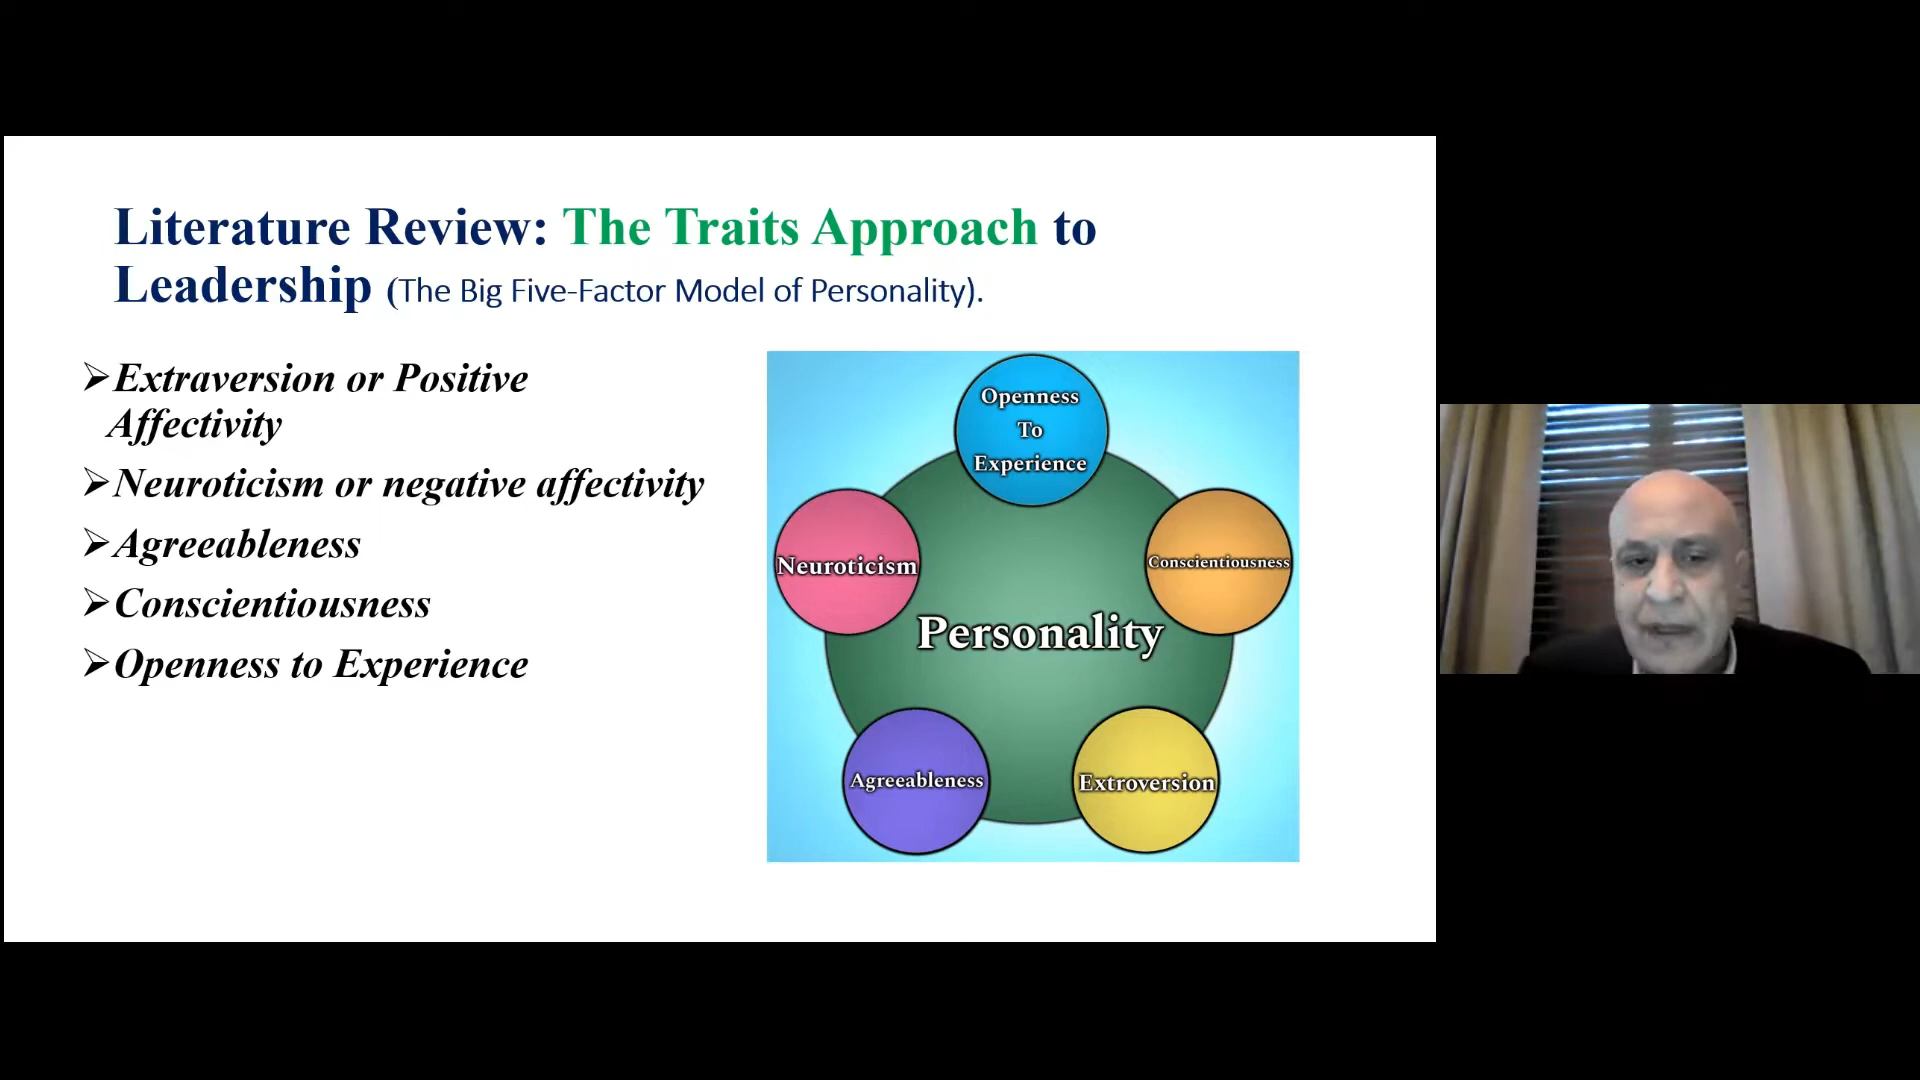 Literature Review: The Traits Approach to
Leadership (The Big Five-Factor Model of Personality).
➢Extraversion or Positive
Affectivity
➢Neuroticism or negative affectivity
➢Agreeableness
➢Conscientiousness
➢Openness to Experience
Openness
To
Experience
Neuroticism
Conscientiousness
Personality
Agreeableness
Extroversion